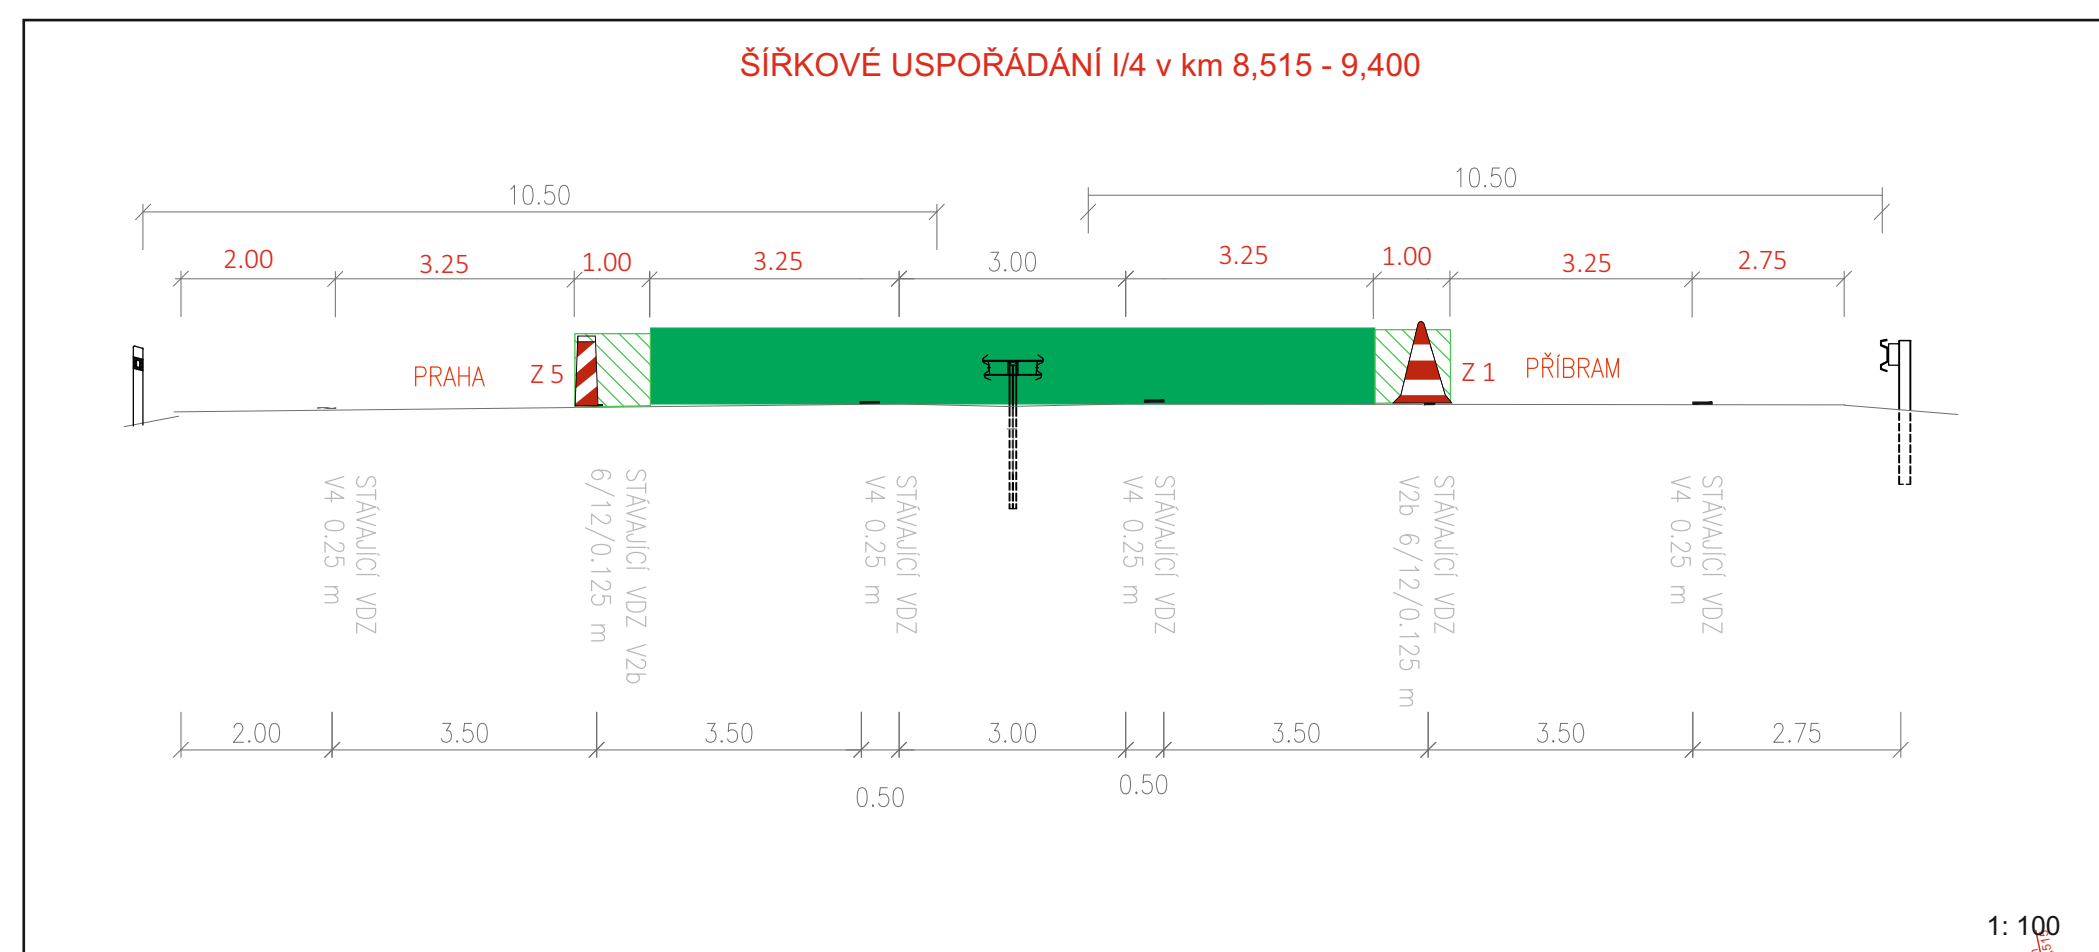 ŠÍŘKOVÉ USPOŘÁDÁNÍ I/4 v km 8,515 - 9,400
10.50
10.50
2.00
3.25
1.00
3.25
3.00
3.25
1.00
3.25
2.75
PRAHA
Z 5
Z 1
PŘÍBRAM
STÁVAJÍCÍ VDZ
V4 0.25 m
STÁVAJÍCÍ VDZ V2b
6/12/0.125 m
STÁVAJÍCÍ VDZ
V4 0.25 m
STÁVAJÍCÍ VDZ
V4 0.25 m
STÁVAJÍCÍ VDZ
V2b 6/12/0.125 m
STÁVAJÍCÍ VDZ
V4 0.25 m
2.00
3.50
3.50
3.00
3.50
3.50
2.75
0.50
0.50
1: 100